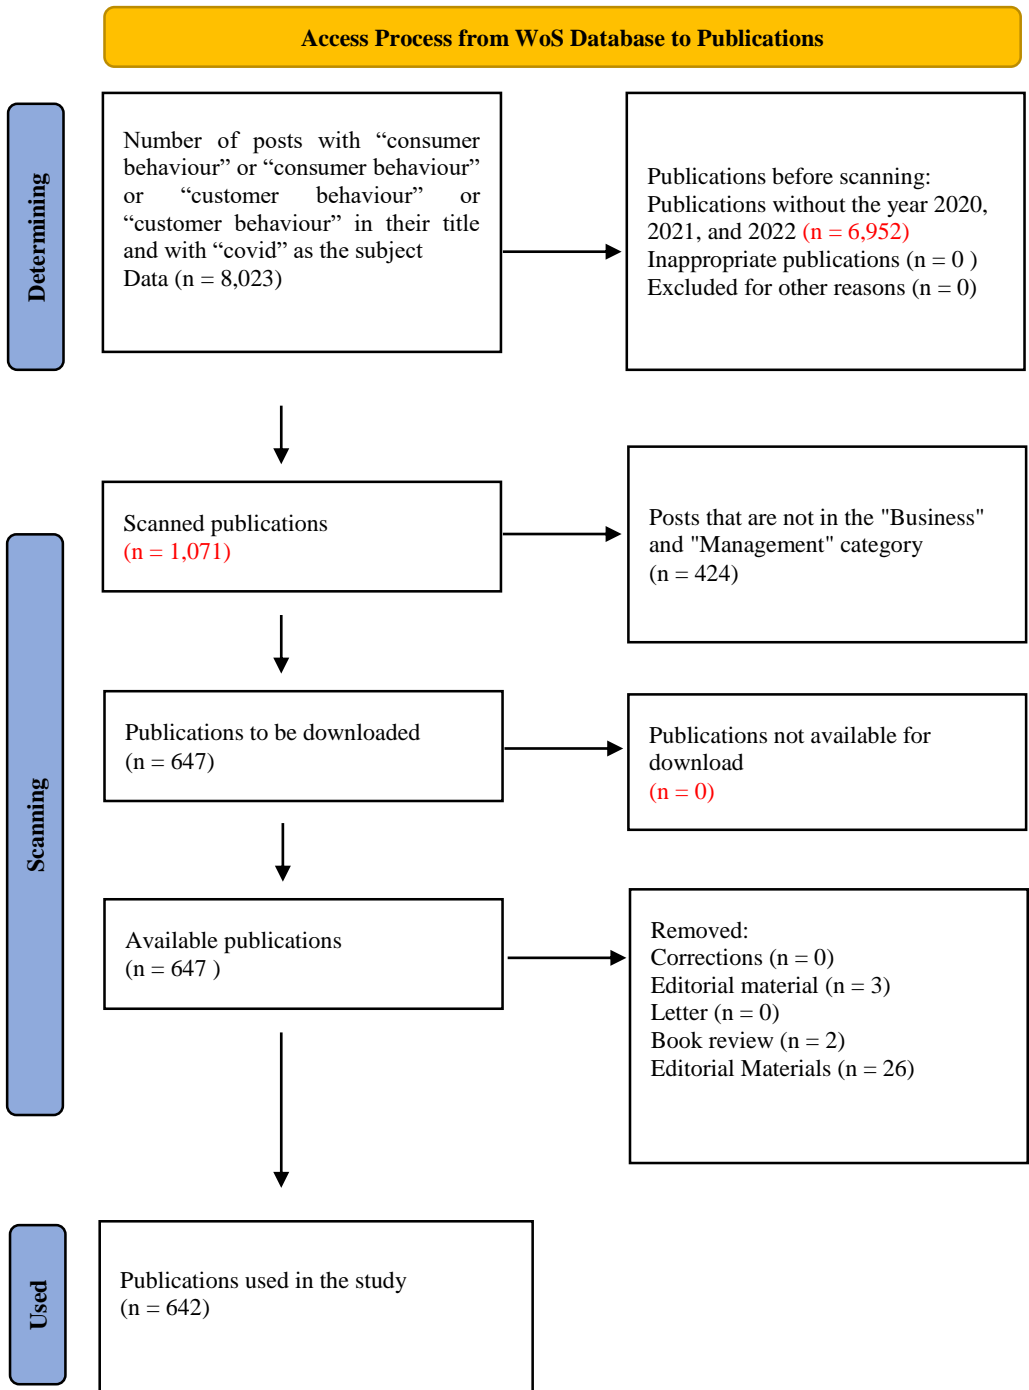 Access Process from WoS Database to Publications
Determining
Number of posts with “consumer
behaviour” or “consumer behaviour”
or “customer behaviour” or
“customer behaviour” in their title
and with “covid” as the subject
Data (n = 8,023)
Publications before scanning:
Publications without the year 2020,
2021, and 2022 (n = 6,952)
Inappropriate publications (n = 0 )
Excluded for other reasons (n = 0)
Scanning
Scanned publications
(n = 1,071)
Posts that are not in the "Business"
and "Management" category
(n = 424)
Publications to be downloaded
(n = 647)
Publications not available for
download
(n = 0)
Available publications
(n = 647 )
Removed:
Corrections (n = 0)
Editorial material (n = 3)
Letter (n = 0)
Book review (n = 2)
Editorial Materials (n = 26)
Used
Publications used in the study
(n = 642)